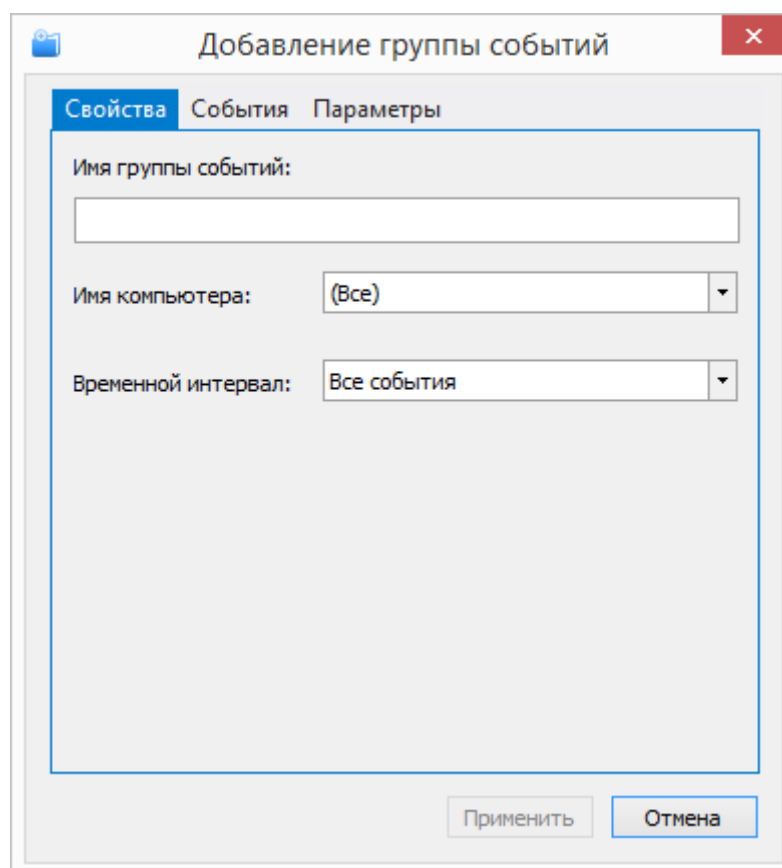 Добавление группы событий
Свойства События Параметры
Имя группы событий:
Имя компьютера: (Все)
Временной интервал: Все события
Применить Отмена